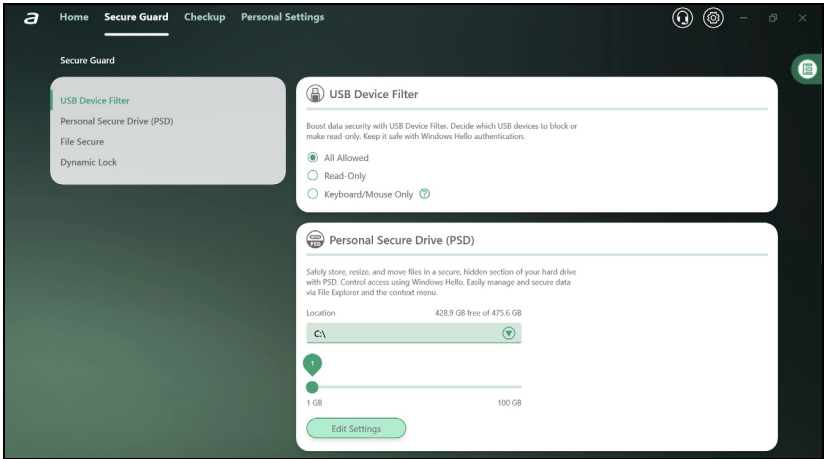 a Home Secure Guard Checkup Personal Settings
Secure Guard
USB Device Filter
Personal Secure Drive (PSD)
File Secure
Dynamic Lock
USB Device Filter
Boost data security with USB Device Filter. Decide which USB devices to block or
make read-only. Keep it safe with Windows Hello authentication.
All Allowed
Read-Only
Keyboard/Mouse Only ?
PSD Personal Secure Drive (PSD)
Safely store, resize, and move files in a secure, hidden section of your hard drive
with PSD. Control access using Windows Hello. Easily manage and secure data
via File Explorer and the context menu.
Location 428.9 GB free of 475.6 GB
C:\
1
1 GB 100 GB
Edit Settings